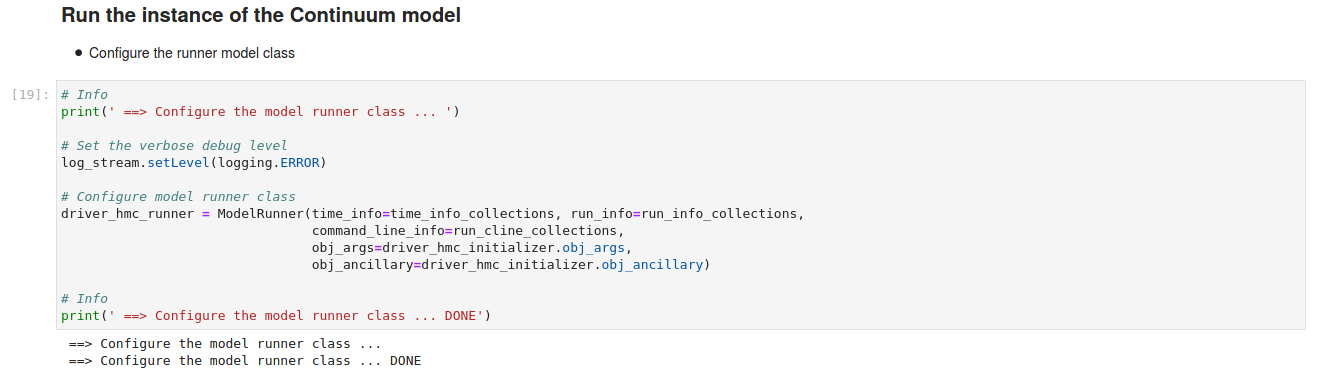 Run the instance of the Continuum model
• Configure the runner model class
[19]:
# Info
print(' ==> Configure the model runner class ... ')

# Set the verbose debug level
log_stream.setLevel(logging.ERROR)

# Configure model runner class
driver_hmc_runner = ModelRunner(time_info=time_info_collections, run_info=run_info_collections,
                                command_line_info=run_cline_collections,
                                obj_args=driver_hmc_initializer.obj_args,
                                obj_ancillary=driver_hmc_initializer.obj_ancillary)

# Info
print(' ==> Configure the model runner class ... DONE')
 ==> Configure the model runner class ...
 ==> Configure the model runner class ... DONE